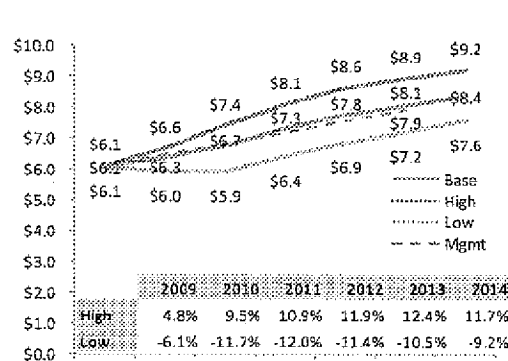 $10.0
$9.0
$8.0
$7.0
$6.0
$5.0
$4.0
$3.0
$2.0
$1.0
$0.0
$6.1 $6.6 $7.4 $8.1 $8.6 $8.9 $9.2
$6.3 $6.7 $7.3 $7.8 $8.1 $8.4
$7.9
$6.1 $6.0 $5.9 $6.4 $6.9 $7.2 $7.6
Base
High
Low
Mgmt
2009 2010 2011 2012 2013 2014
High 4.8% 9.5% 10.9% 11.9% 12.4% 11.7%
Low -6.1% -11.7% -12.0% -11.4% -10.5% -9.2%